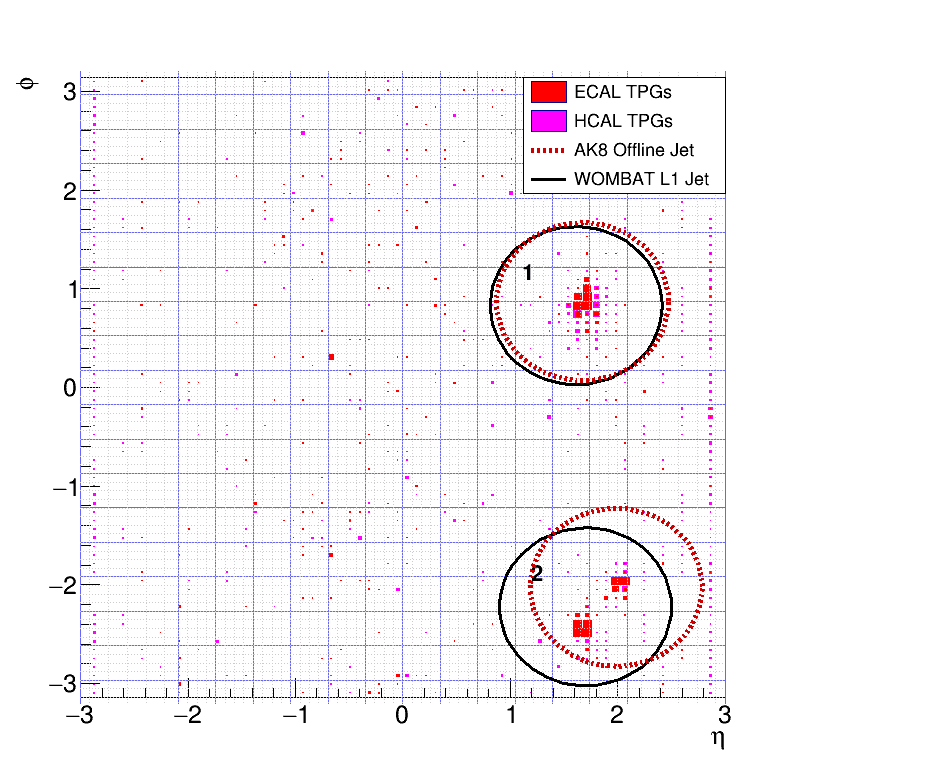 ϕ
3
2
1
0
−1
−2
−3
ECAL TPGs
HCAL TPGs
AK8 Offline Jet
WOMBAT L1 Jet
1
2
−3 −2 −1 0 1 2 3
η